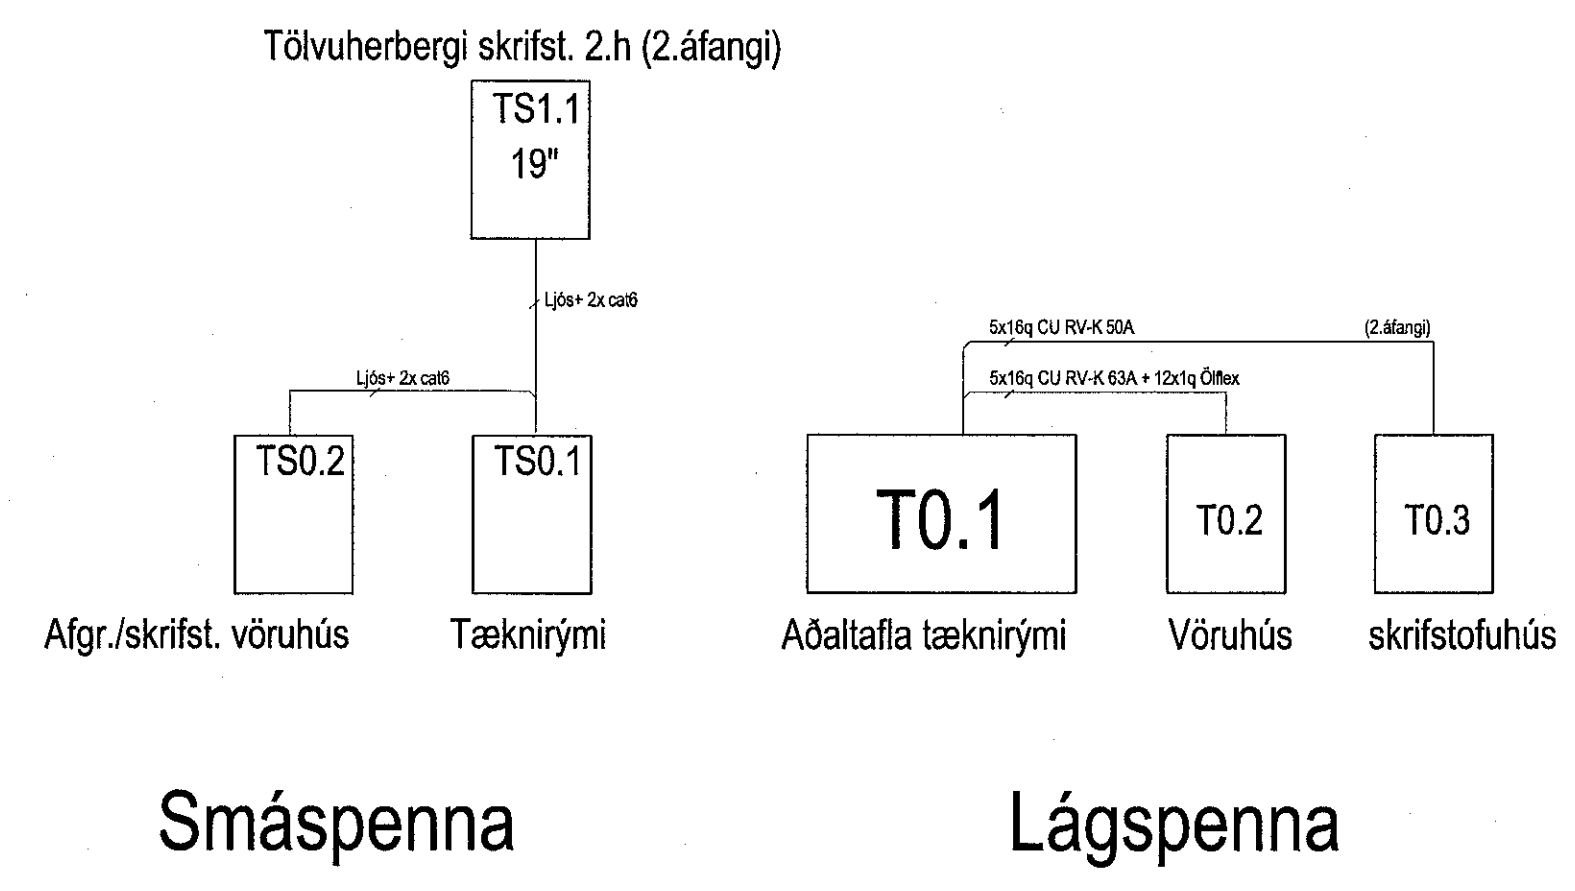 Tölvuherbergi skrifst. 2.h (2.áfangi)
TS1.1
19"
Ljós+ 2x cat6
Ljós+ 2x cat6
TS0.2
TS0.1
Afgr./skrifst. vöruhús
Tæknirými
Smáspenna
5x16q CU RV-K 50A
(2.áfangi)
5x16q CU RV-K 63A + 12x1q Ölflex
T0.1
T0.2
T0.3
Aðaltafla tæknirými
Vöruhús
skrifstofuhús
Lágspenna